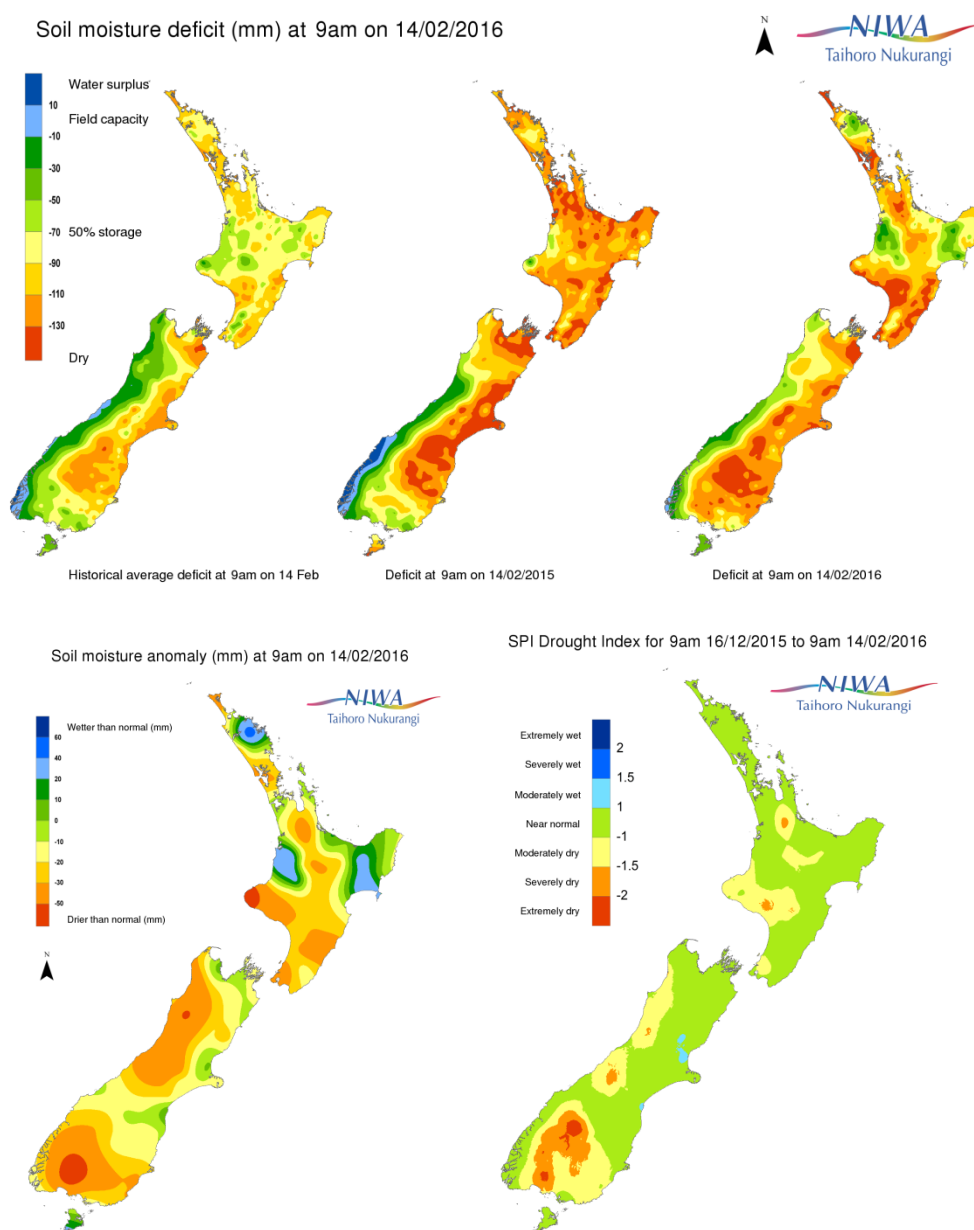 Soil moisture deficit (mm) at 9am on 14/02/2016
N
NIWA
Taihoro Nukurangi
Water surplus
10
Field capacity
-10
-30
-50
50% storage
-70
-90
-110
-130
Dry
Historical average deficit at 9am on 14 Feb
Deficit at 9am on 14/02/2015
Deficit at 9am on 14/02/2016
Soil moisture anomaly (mm) at 9am on 14/02/2016
NIWA
Taihoro Nukurangi
Wetter than normal (mm)
60
40
20
10
-10
-20
-30
-50
Drier than normal (mm)
N
SPI Drought Index for 9am 16/12/2015 to 9am 14/02/2016
NIWA
Taihoro Nukurangi
Extremely wet
2
Severely wet
1.5
Moderately wet
1
Near normal
-1
Moderately dry
-1.5
Severely dry
-2
Extremely dry